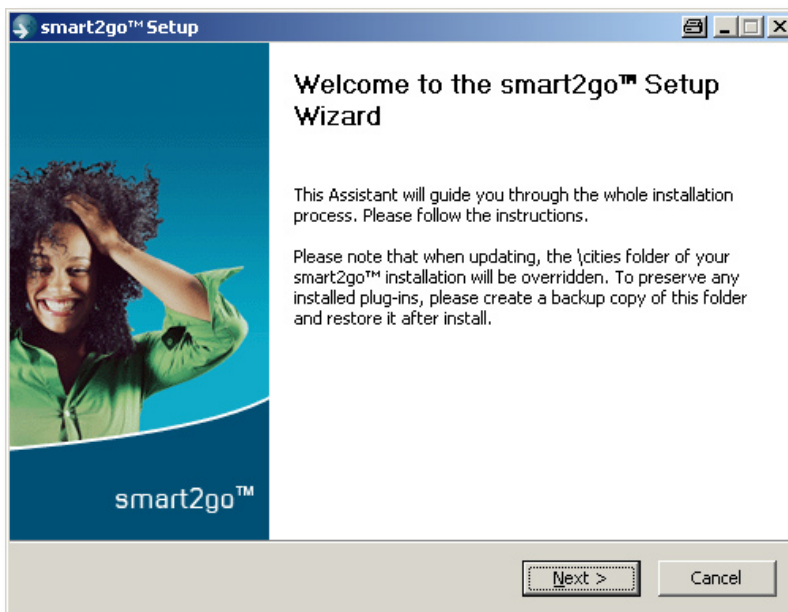 smart2go™ Setup
Welcome to the smart2go™ Setup
Wizard
This Assistant will guide you through the whole installation
process. Please follow the instructions.
Please note that when updating, the \cities folder of your
smart2go™ installation will be overridden. To preserve any
installed plug-ins, please create a backup copy of this folder
and restore it after install.
smart2go™
Next >
Cancel